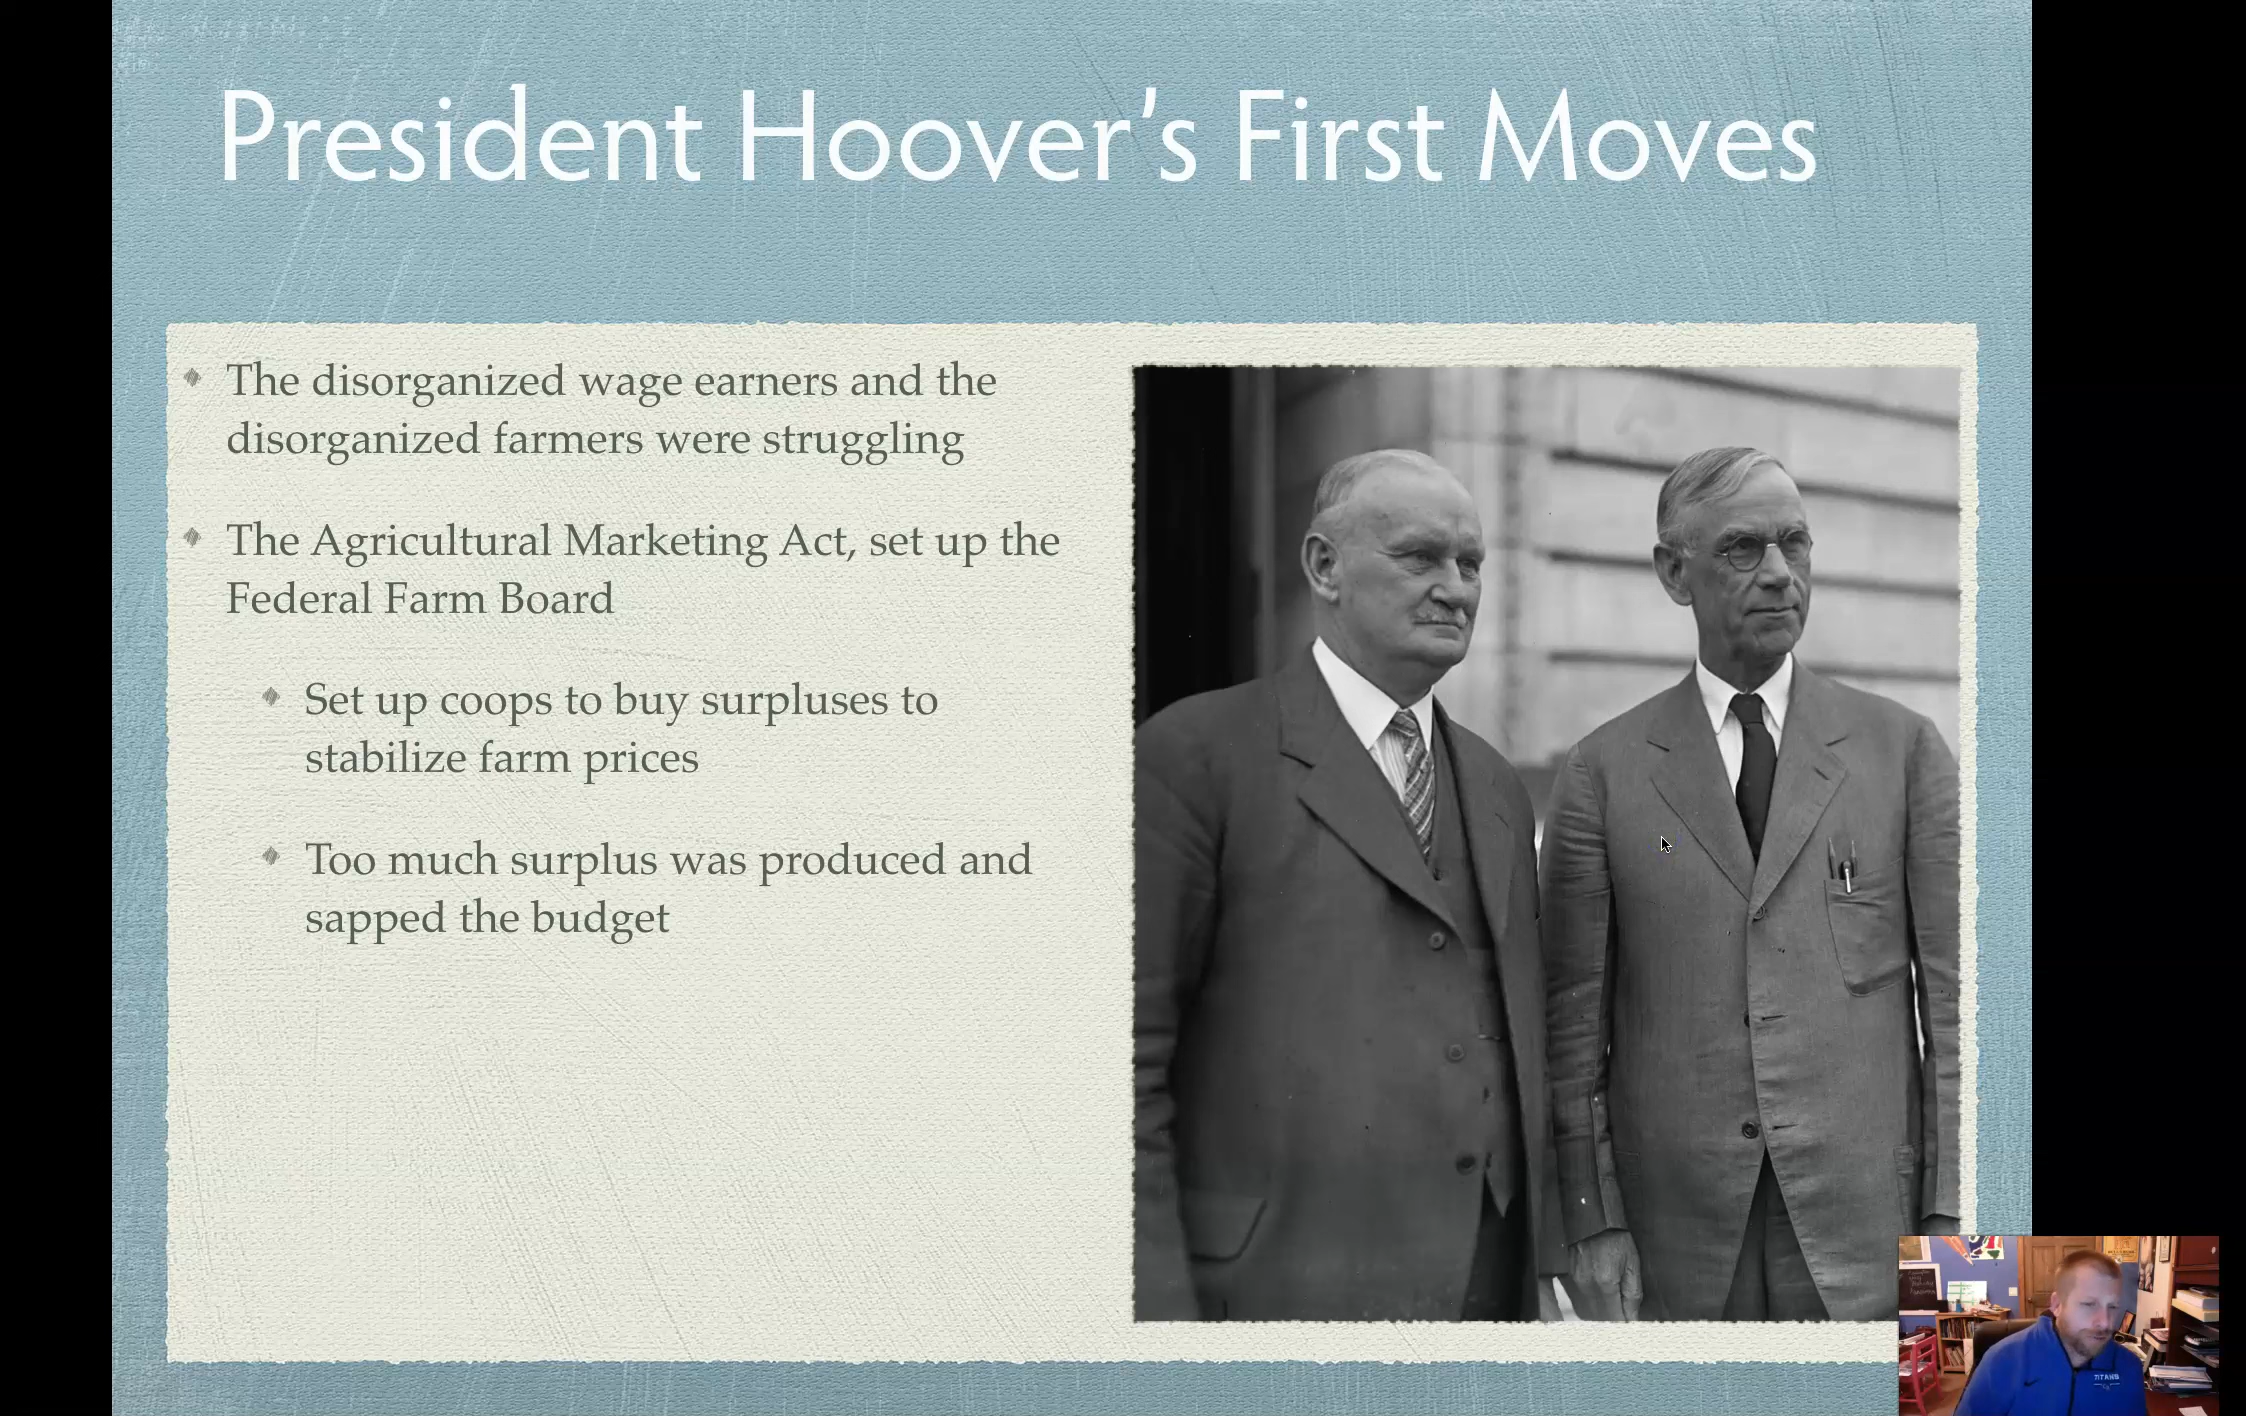 President Hoover's First Moves
The disorganized wage earners and the
disorganized farmers were struggling
The Agricultural Marketing Act, set up the
Federal Farm Board
Set up coops to buy surpluses to
stabilize farm prices
Too much surplus was produced and
sapped the budget
TITANS